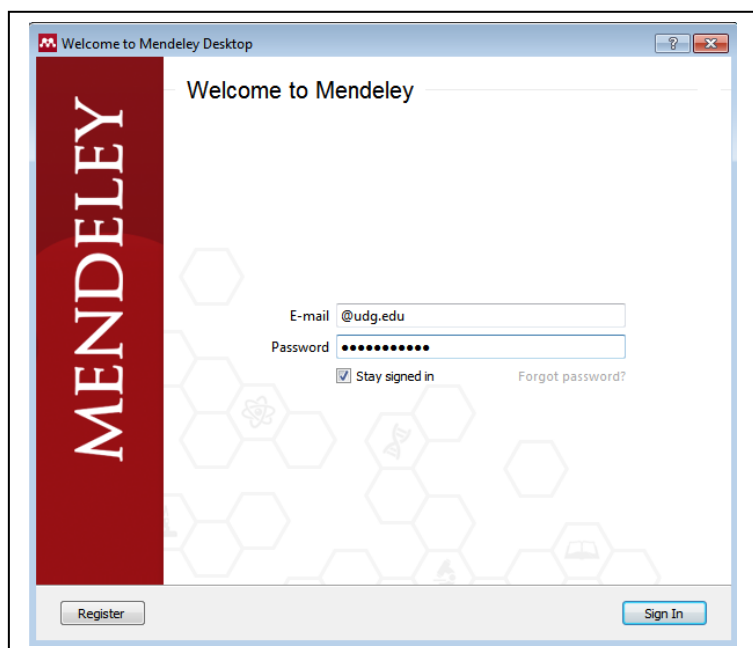 Welcome to Mendeley Desktop
?
MENDELEY
Welcome to Mendeley
E-mail @udg.edu
Password •••••••••••
Stay signed in Forgot password?
Register Sign In